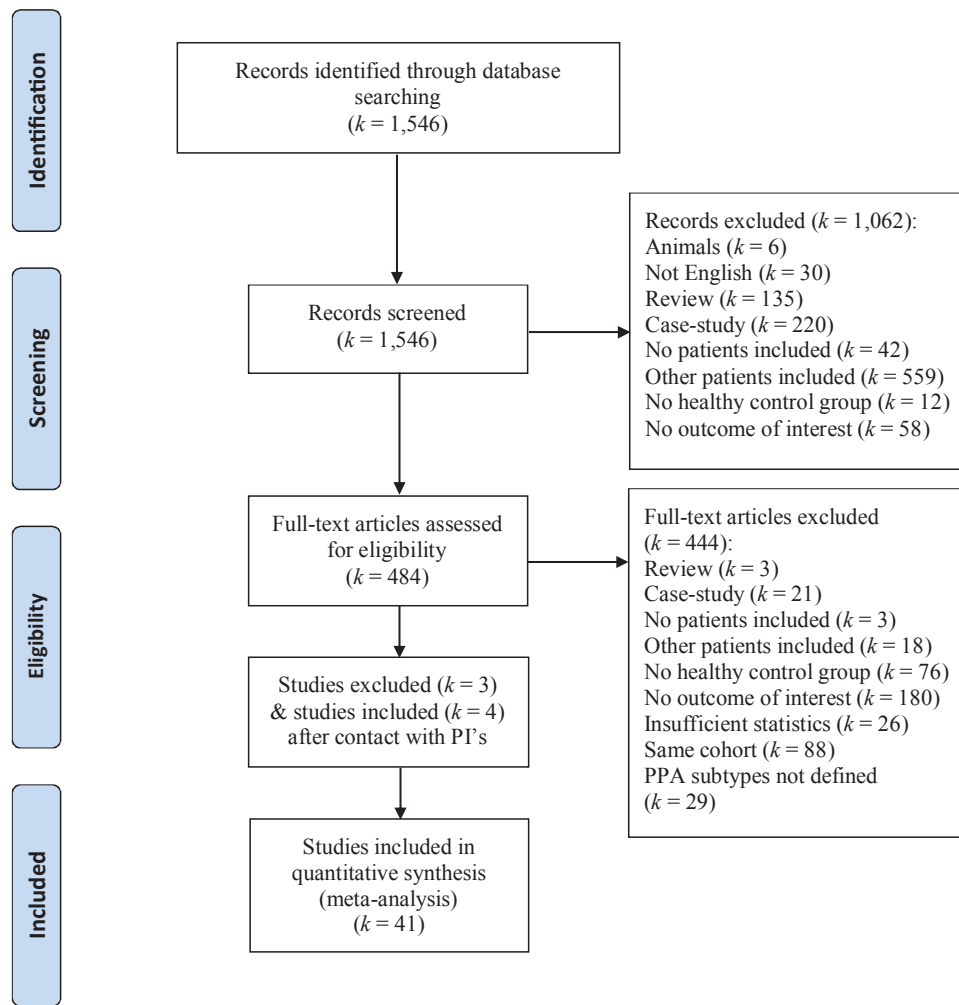 Identification
Records identified through database
searching
(k = 1,546)
Screening
Records screened
(k = 1,546)
Records excluded (k = 1,062):
Animals (k = 6)
Not English (k = 30)
Review (k = 135)
Case-study (k = 220)
No patients included (k = 42)
Other patients included (k = 559)
No healthy control group (k = 12)
No outcome of interest (k = 58)
Eligibility
Full-text articles assessed
for eligibility
(k = 484)
Full-text articles excluded
(k = 444):
Review (k = 3)
Case-study (k = 21)
No patients included (k = 3)
Other patients included (k = 18)
No healthy control group (k = 76)
No outcome of interest (k = 180)
Insufficient statistics (k = 26)
Same cohort (k = 88)
PPA subtypes not defined
(k = 29)
Studies excluded (k = 3)
& studies included (k = 4)
after contact with PI's
Included
Studies included in
quantitative synthesis
(meta-analysis)
(k = 41)